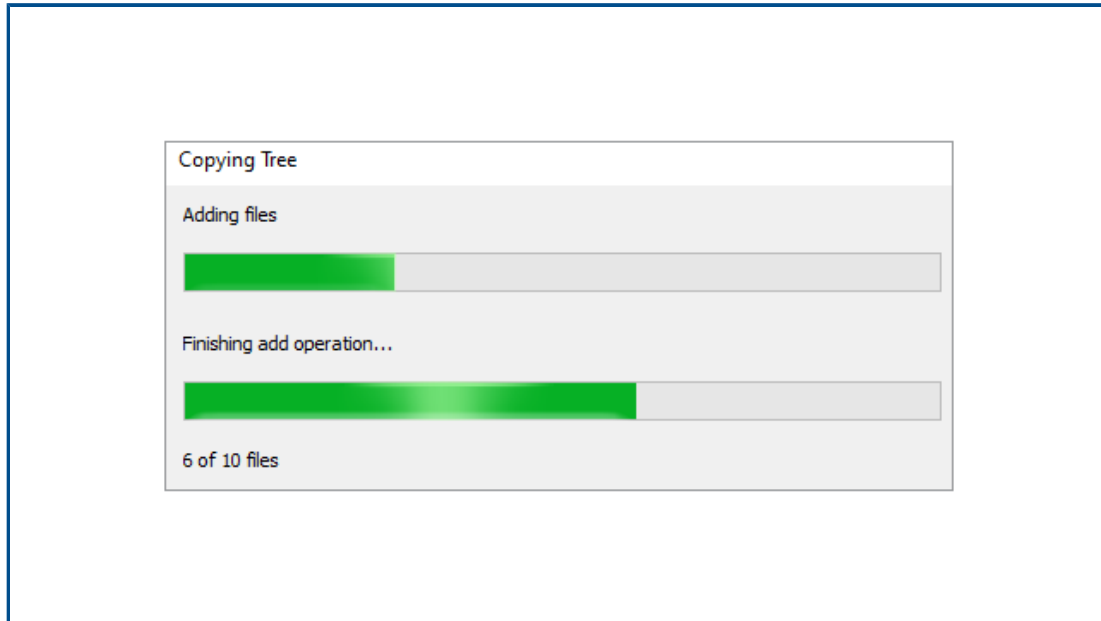 Copying Tree
Adding files
Finishing add operation...
6 of 10 files